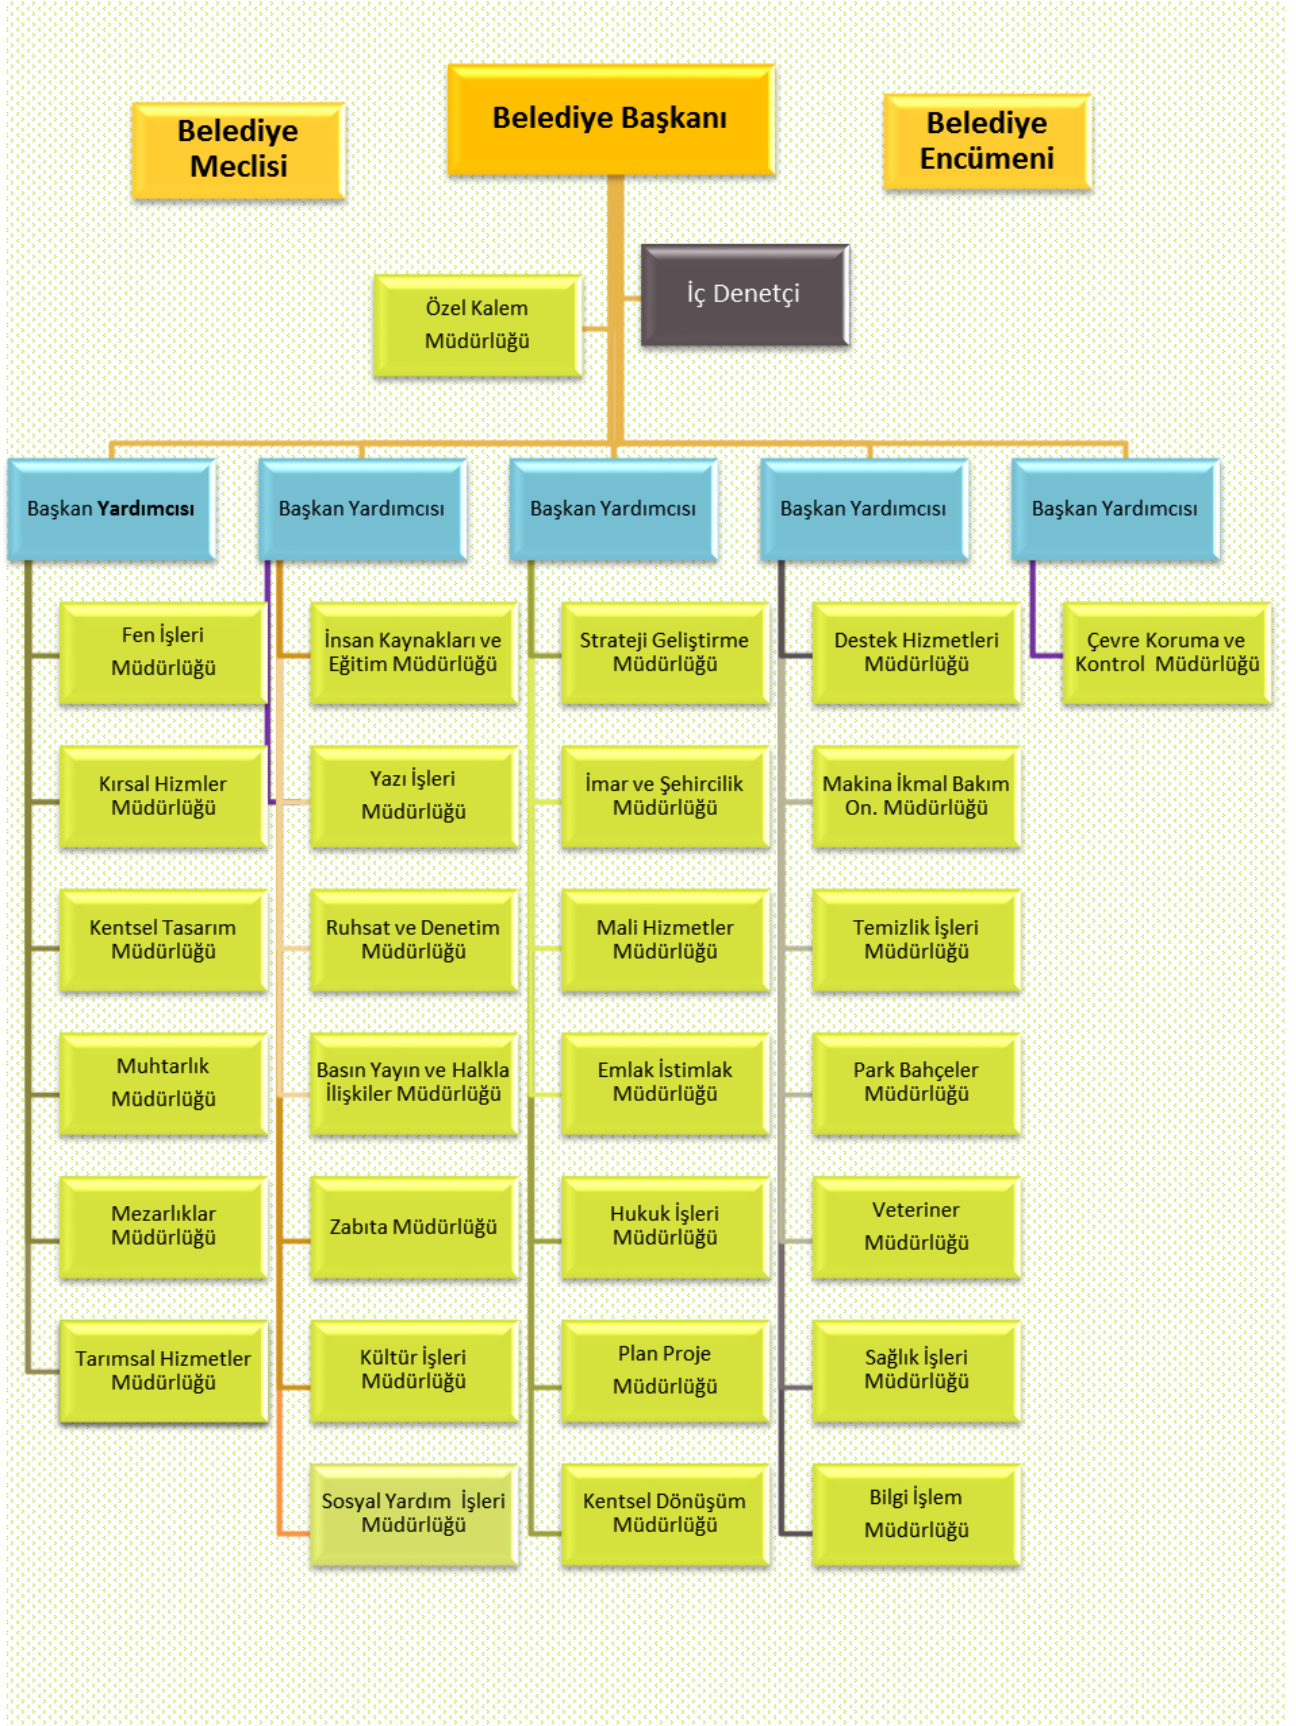 Belediye Başkanı
Belediye
Meclisi
Belediye
Encümeni
İç Denetçi
Özel Kalem
Müdürlüğü
Başkan Yardımcısı
Başkan Yardımcısı
Başkan Yardımcısı
Başkan Yardımcısı
Başkan Yardımcısı
Fen İşleri
Müdürlüğü
Kırsal Hizmler
Müdürlüğü
Kentsel Tasarım
Müdürlüğü
Muhtarlık
Müdürlüğü
Mezarlıklar
Müdürlüğü
Tarımsal Hizmetler
Müdürlüğü
İnsan Kaynakları ve
Eğitim Müdürlüğü
Yazı İşleri
Müdürlüğü
Ruhsat ve Denetim
Müdürlüğü
Basın Yayın ve Halkla
İlişkiler Müdürlüğü
Zabıta Müdürlüğü
Kültür İşleri
Müdürlüğü
Sosyal Yardım İşleri
Müdürlüğü
Strateji Geliştirme
Müdürlüğü
İmar ve Şehircilik
Müdürlüğü
Mali Hizmetler
Müdürlüğü
Emlak İstimlak
Müdürlüğü
Hukuk İşleri
Müdürlüğü
Plan Proje
Müdürlüğü
Kentsel Dönüşüm
Müdürlüğü
Destek Hizmetleri
Müdürlüğü
Makina İkmal Bakım
On. Müdürlüğü
Temizlik İşleri
Müdürlüğü
Park Bahçeler
Müdürlüğü
Veteriner
Müdürlüğü
Sağlık İşleri
Müdürlüğü
Bilgi İşlem
Müdürlüğü
Çevre Koruma ve
Kontrol Müdürlüğü